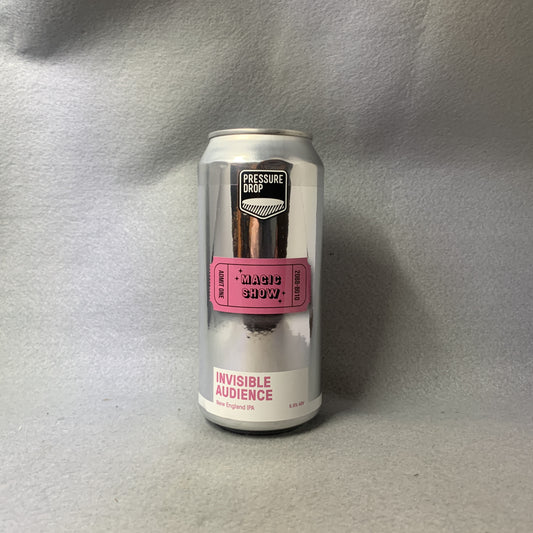 PRESSURE
DROP
ADMIT ONE
MAGIC
SHOW
INVISIBLE
AUDIENCE
New England IPA